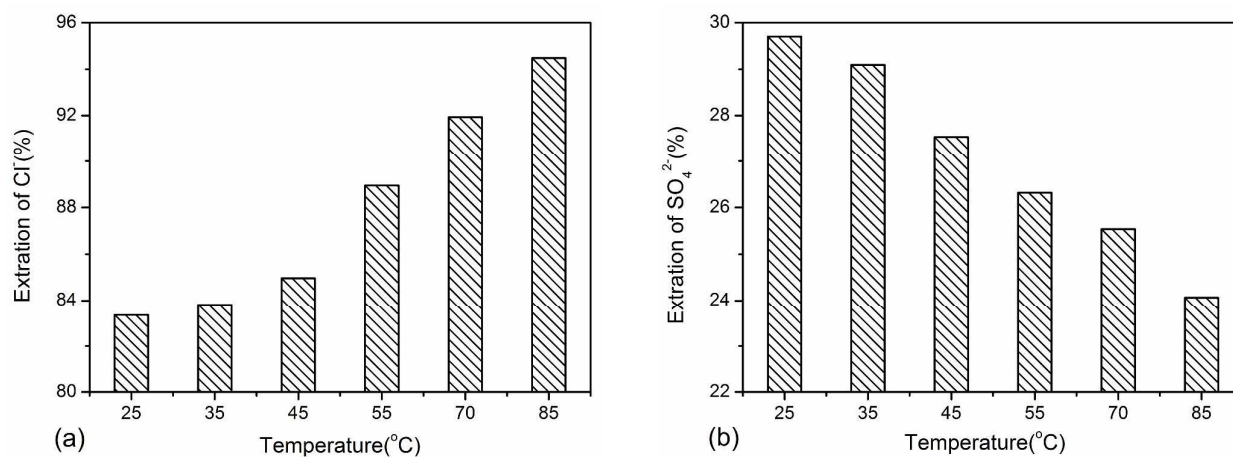 96
92
88
84
80
Extration of Cl⁻(%)
25 35 45 55 70 85
Temperature(°C)
(a)
30
28
26
24
22
Extration of SO₄²⁻(%)
25 35 45 55 70 85
Temperature(°C)
(b)